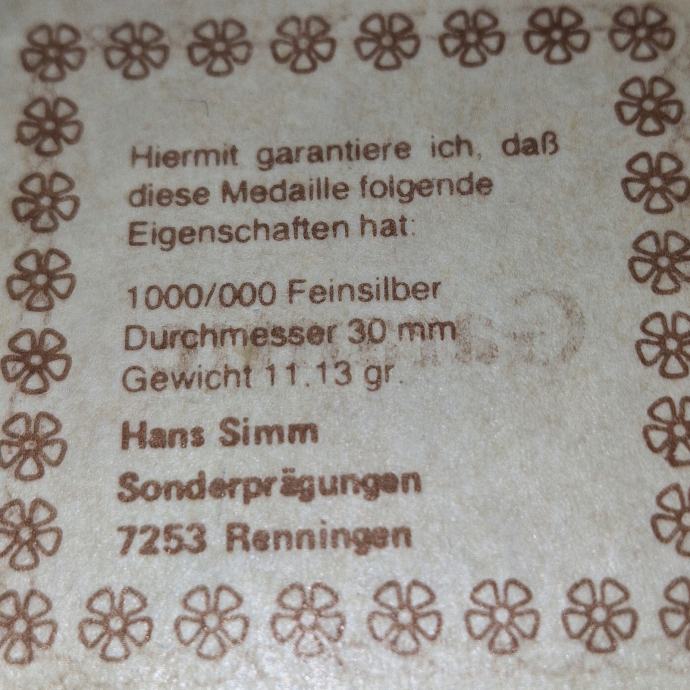 Hiermit garantiere ich, daß
diese Medaille folgende
Eigenschaften hat:
1000/000 Feinsilber
Durchmesser 30 mm
Gewicht 11.13 gr.
Hans Simm
Sonderprägungen
7253 Renningen